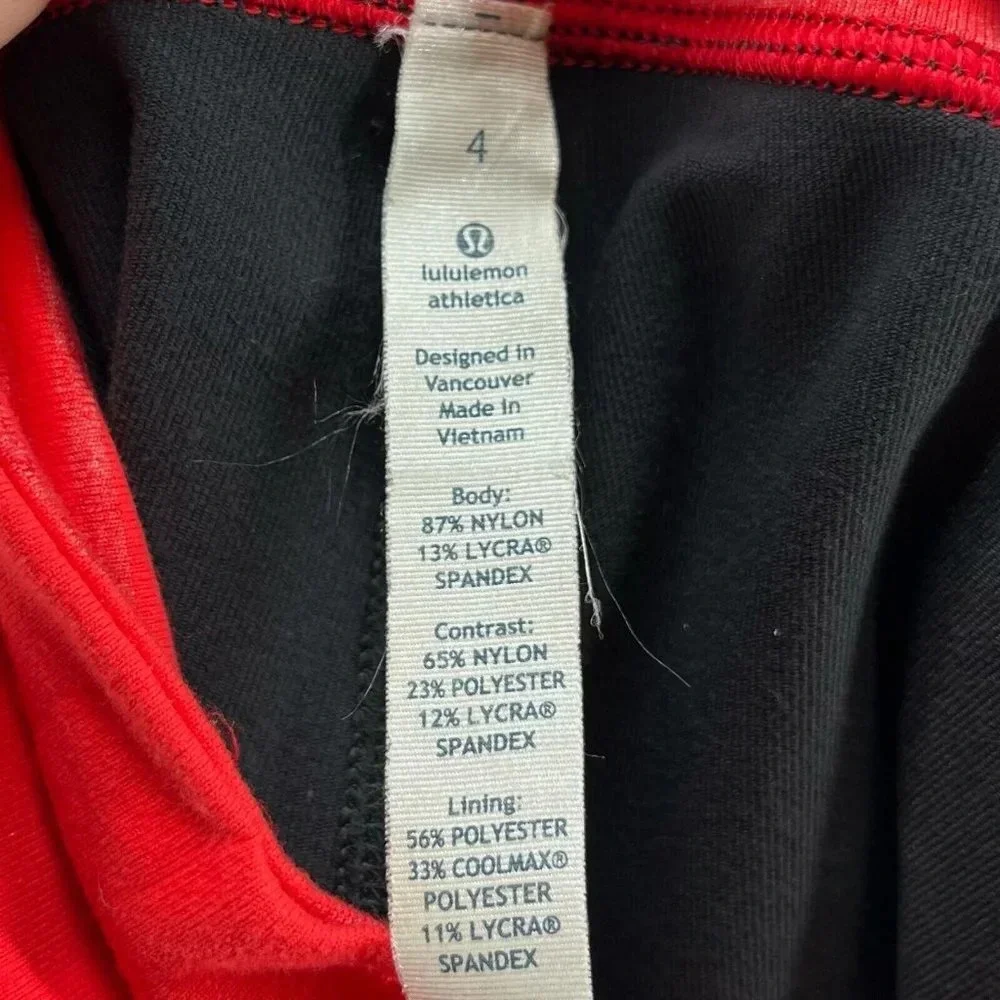 4
lululemon
athletica
Designed in
Vancouver
Made in
Vietnam
Body:
87% NYLON
13% LYCRA®
SPANDEX
Contrast:
65% NYLON
23% POLYESTER
12% LYCRA®
SPANDEX
Lining:
56% POLYESTER
33% COOLMAX®
POLYESTER
11% LYCRA®
SPANDEX